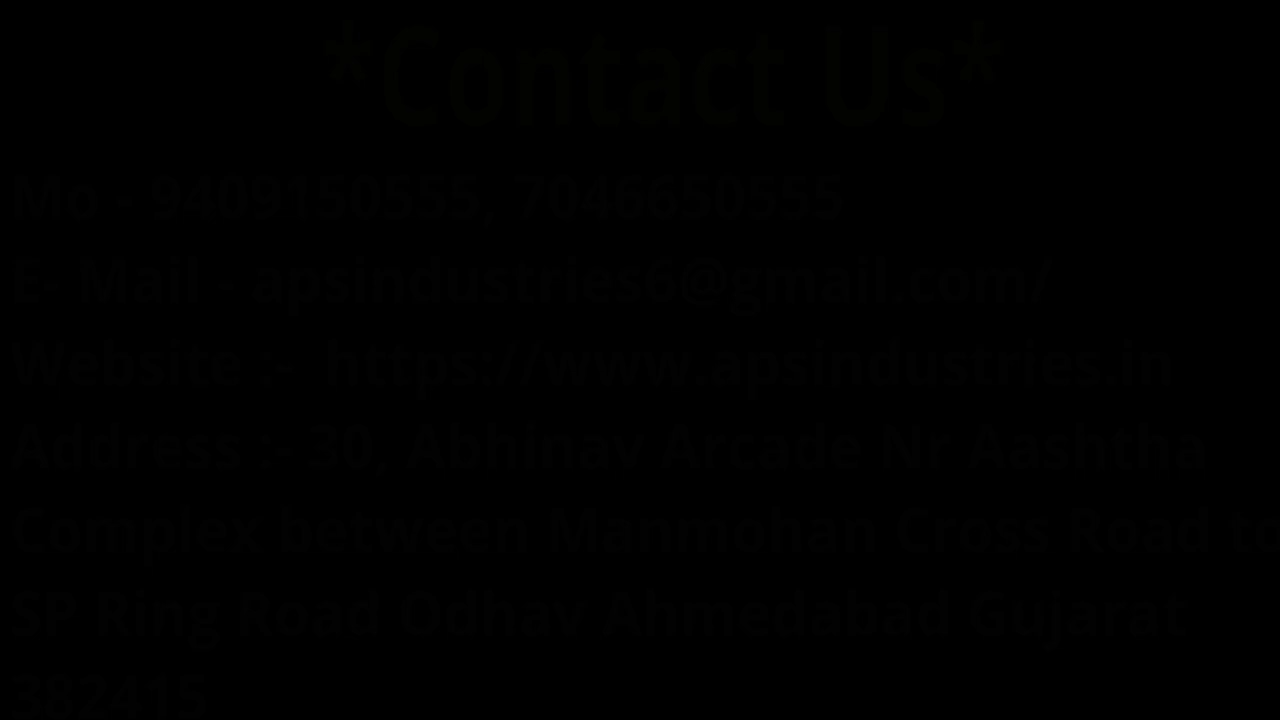 *Contact Us*
Mo - 9409150555, 7046650555
E- Mail - apsindustries6@gmail.com/
Website :- https://www.apsindustries.in
Address :- 30, Abhinav Arcade Nr Aashtha
Complex between Manmohan Cross Road to
SP Ring Road Odhav Ahmedabad Gujarat
382415